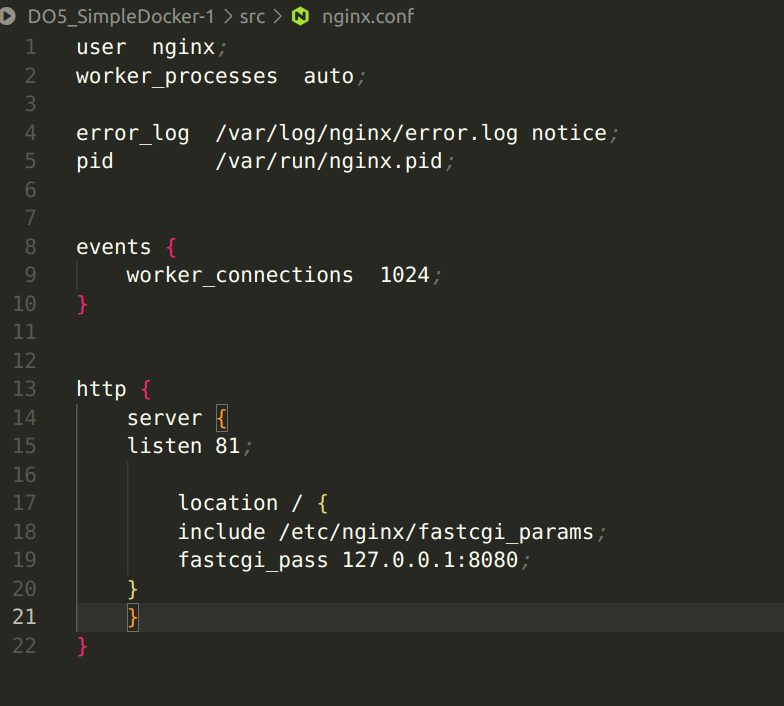 DO5_SimpleDocker-1 > src > nginx.conf
1 user  nginx;
2 worker_processes  auto;
3
4 error_log  /var/log/nginx/error.log notice;
5 pid        /var/run/nginx.pid;
6
7
8 events {
9     worker_connections  1024;
10 }
11
12
13 http {
14     server {
15     listen 81;
16
17         location / {
18         include /etc/nginx/fastcgi_params;
19         fastcgi_pass 127.0.0.1:8080;
20     }
21     }
22 }